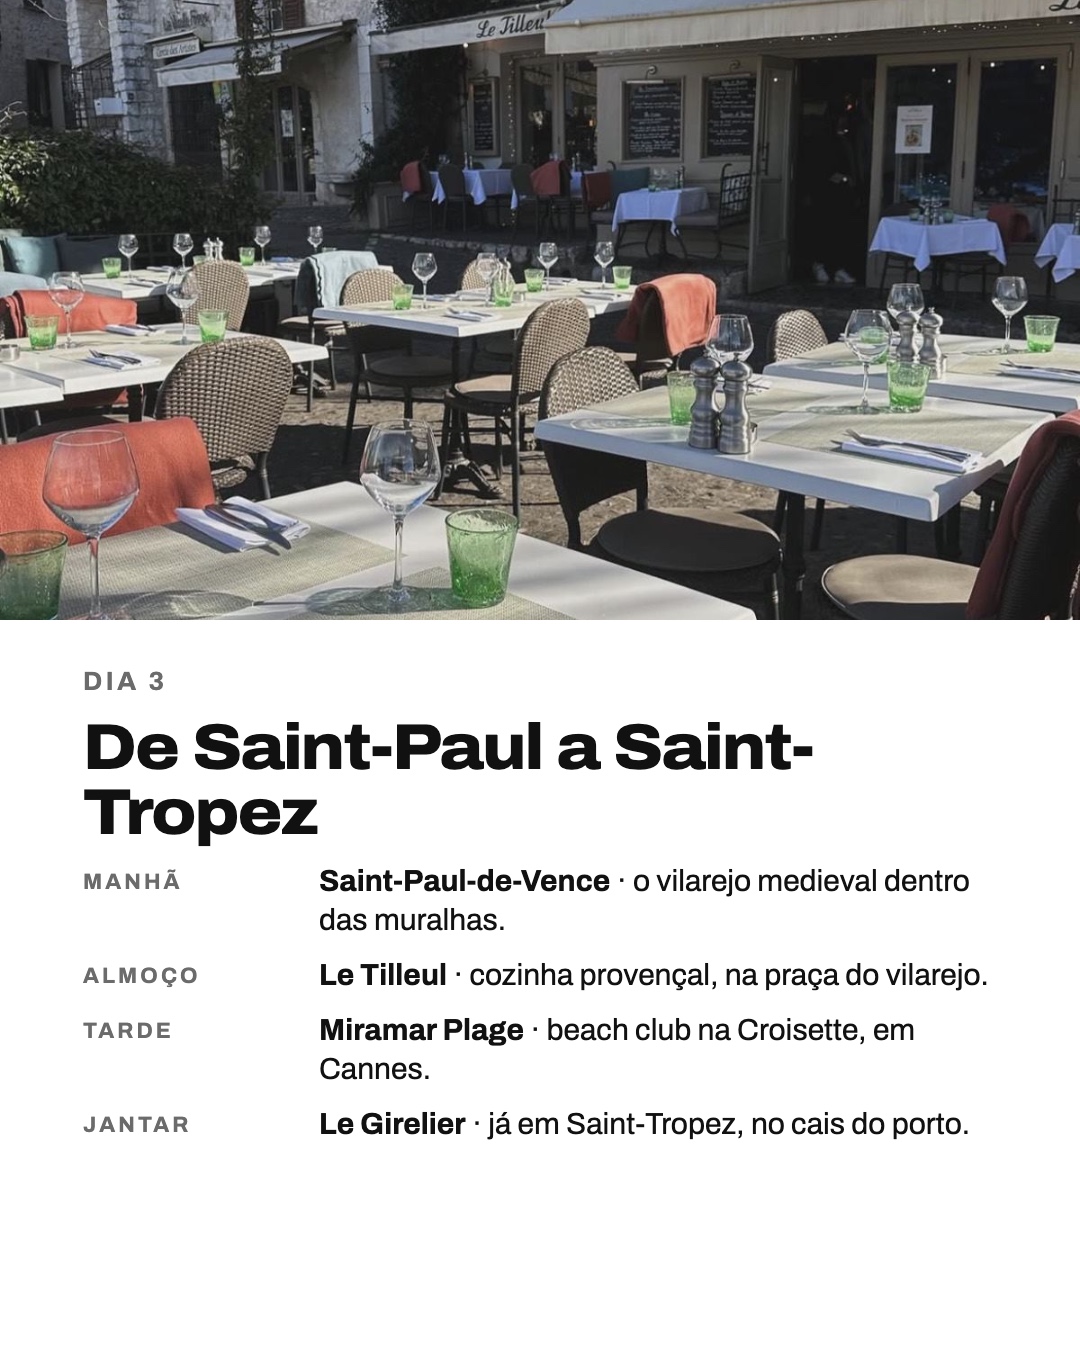 Le Tilleul
DIA 3
De Saint-Paul a Saint-
Tropez
MANHÃ
Saint-Paul-de-Vence · o vilarejo medieval dentro
das muralhas.
ALMOÇO
Le Tilleul · cozinha provençal, na praça do vilarejo.
TARDE
Miramar Plage · beach club na Croisette, em
Cannes.
JANTAR
Le Girelier · já em Saint-Tropez, no cais do porto.